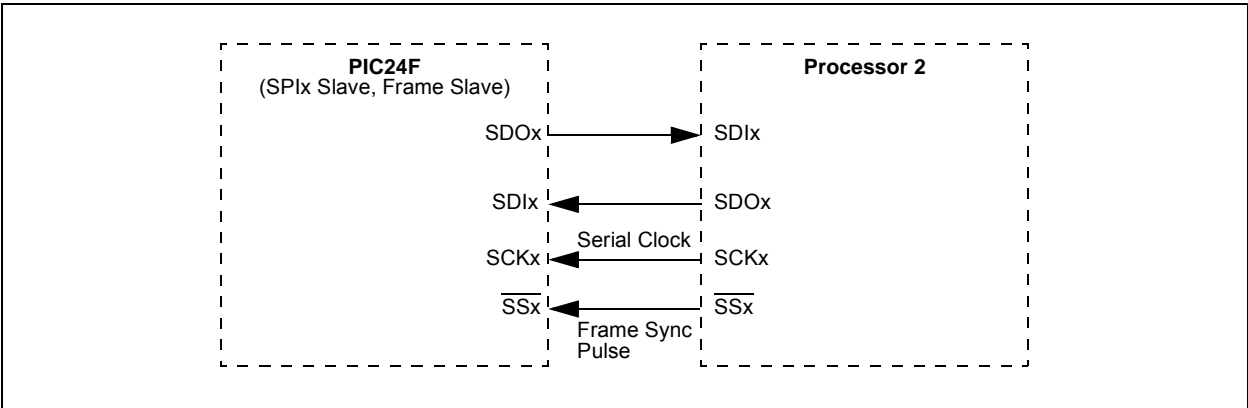 PIC24F
(SPIx Slave, Frame Slave)
Processor 2
SDOx
SDIx
SDIx
SDOx
Serial Clock
SCKx
SCKx
SSx
SSx
Frame Sync
Pulse